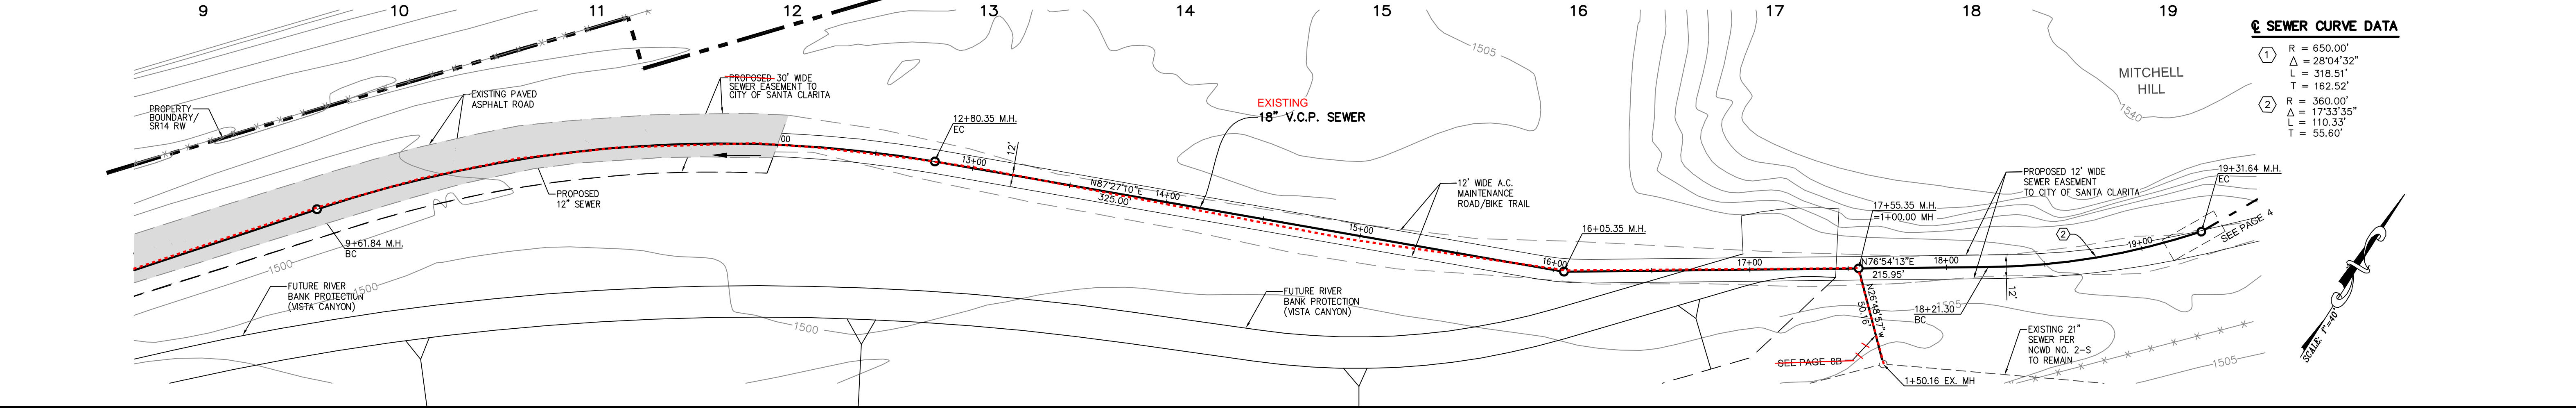 9 10 11 12 13 14 15 16 17 18 19
PROPERTY
BOUNDARY/
SR14 RW
EXISTING PAVED
ASPHALT ROAD
PROPOSED 30' WIDE
SEWER EASEMENT TO
CITY OF SANTA CLARITA
00
PROPOSED
12" SEWER
9+61.84 M.H.
BC
1500
1500
FUTURE RIVER
BANK PROTECTION
(VISTA CANYON)
12+80.35 M.H.
EC
13+00
12'
N87°27'10"E
325.00'
14+00
EXISTING
18" V.C.P. SEWER
1505
12' WIDE A.C.
MAINTENANCE
ROAD/BIKE TRAIL
15+00
1500
FUTURE RIVER
BANK PROTECTION
(VISTA CANYON)
16+05.35 M.H.
16+00
17+00
17+55.35 M.H.
=1+00.00 MH
N76°54'13"E
215.95'
18+00
N26°48'57"W
50.16'
SEE PAGE 8B
1+50.16 EX. MH
18+21.30
BC
1505
12'
EXISTING 21"
SEWER PER
NCWD NO. 2-S
TO REMAIN
1505
PROPOSED 12' WIDE
SEWER EASEMENT
TO CITY OF SANTA CLARITA
2
19+00
19+31.64 M.H.
EC
SEE PAGE 4
MITCHELL
HILL
1540
℄ SEWER CURVE DATA
1
R = 650.00'
Δ = 28°04'32"
L = 318.51'
T = 162.52'
2
R = 360.00'
Δ = 17°33'35"
L = 110.33'
T = 55.60'
SCALE: 1"=40'